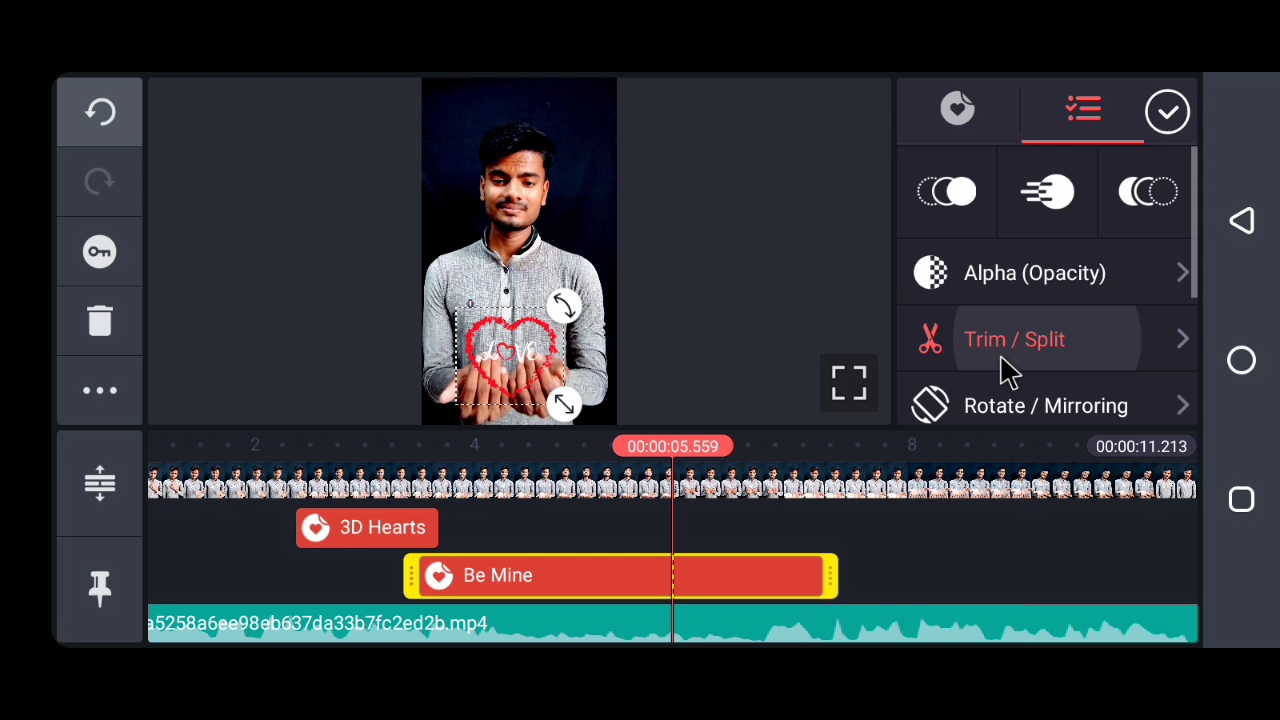 Alpha (Opacity)
Trim / Split
Rotate / Mirroring
LOVE
2
4
00:00:05.559
8
00:00:11.213
3D Hearts
Be Mine
a5258a6ee98eb637da33b7fc2ed2b.mp4